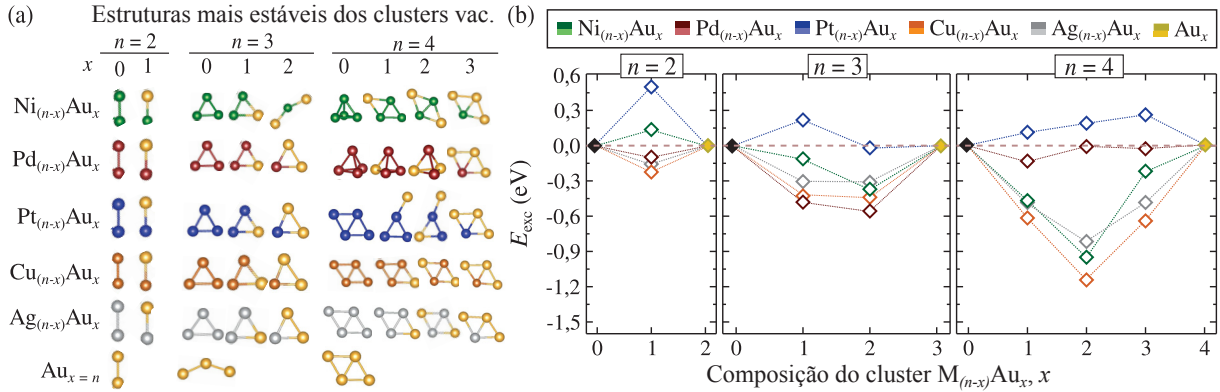 (a) Estruturas mais estáveis dos clusters vac.
n = 2 n = 3 n = 4
x 0 1 0 1 2 0 1 2 3
Ni(n-x)Aux
Pd(n-x)Aux
Pt(n-x)Aux
Cu(n-x)Aux
Ag(n-x)Aux
Aux = n
(b) Ni(n-x)Aux Pd(n-x)Aux Pt(n-x)Aux Cu(n-x)Aux Ag(n-x)Aux Aux
n = 2 n = 3 n = 4
0,6
0,3
0,0
-0,3
-0,6
-0,9
-1,2
-1,5
Eexc (eV)
0 1 2 0 1 2 3 0 1 2 3 4
Composição do cluster M(n-x)Aux, x